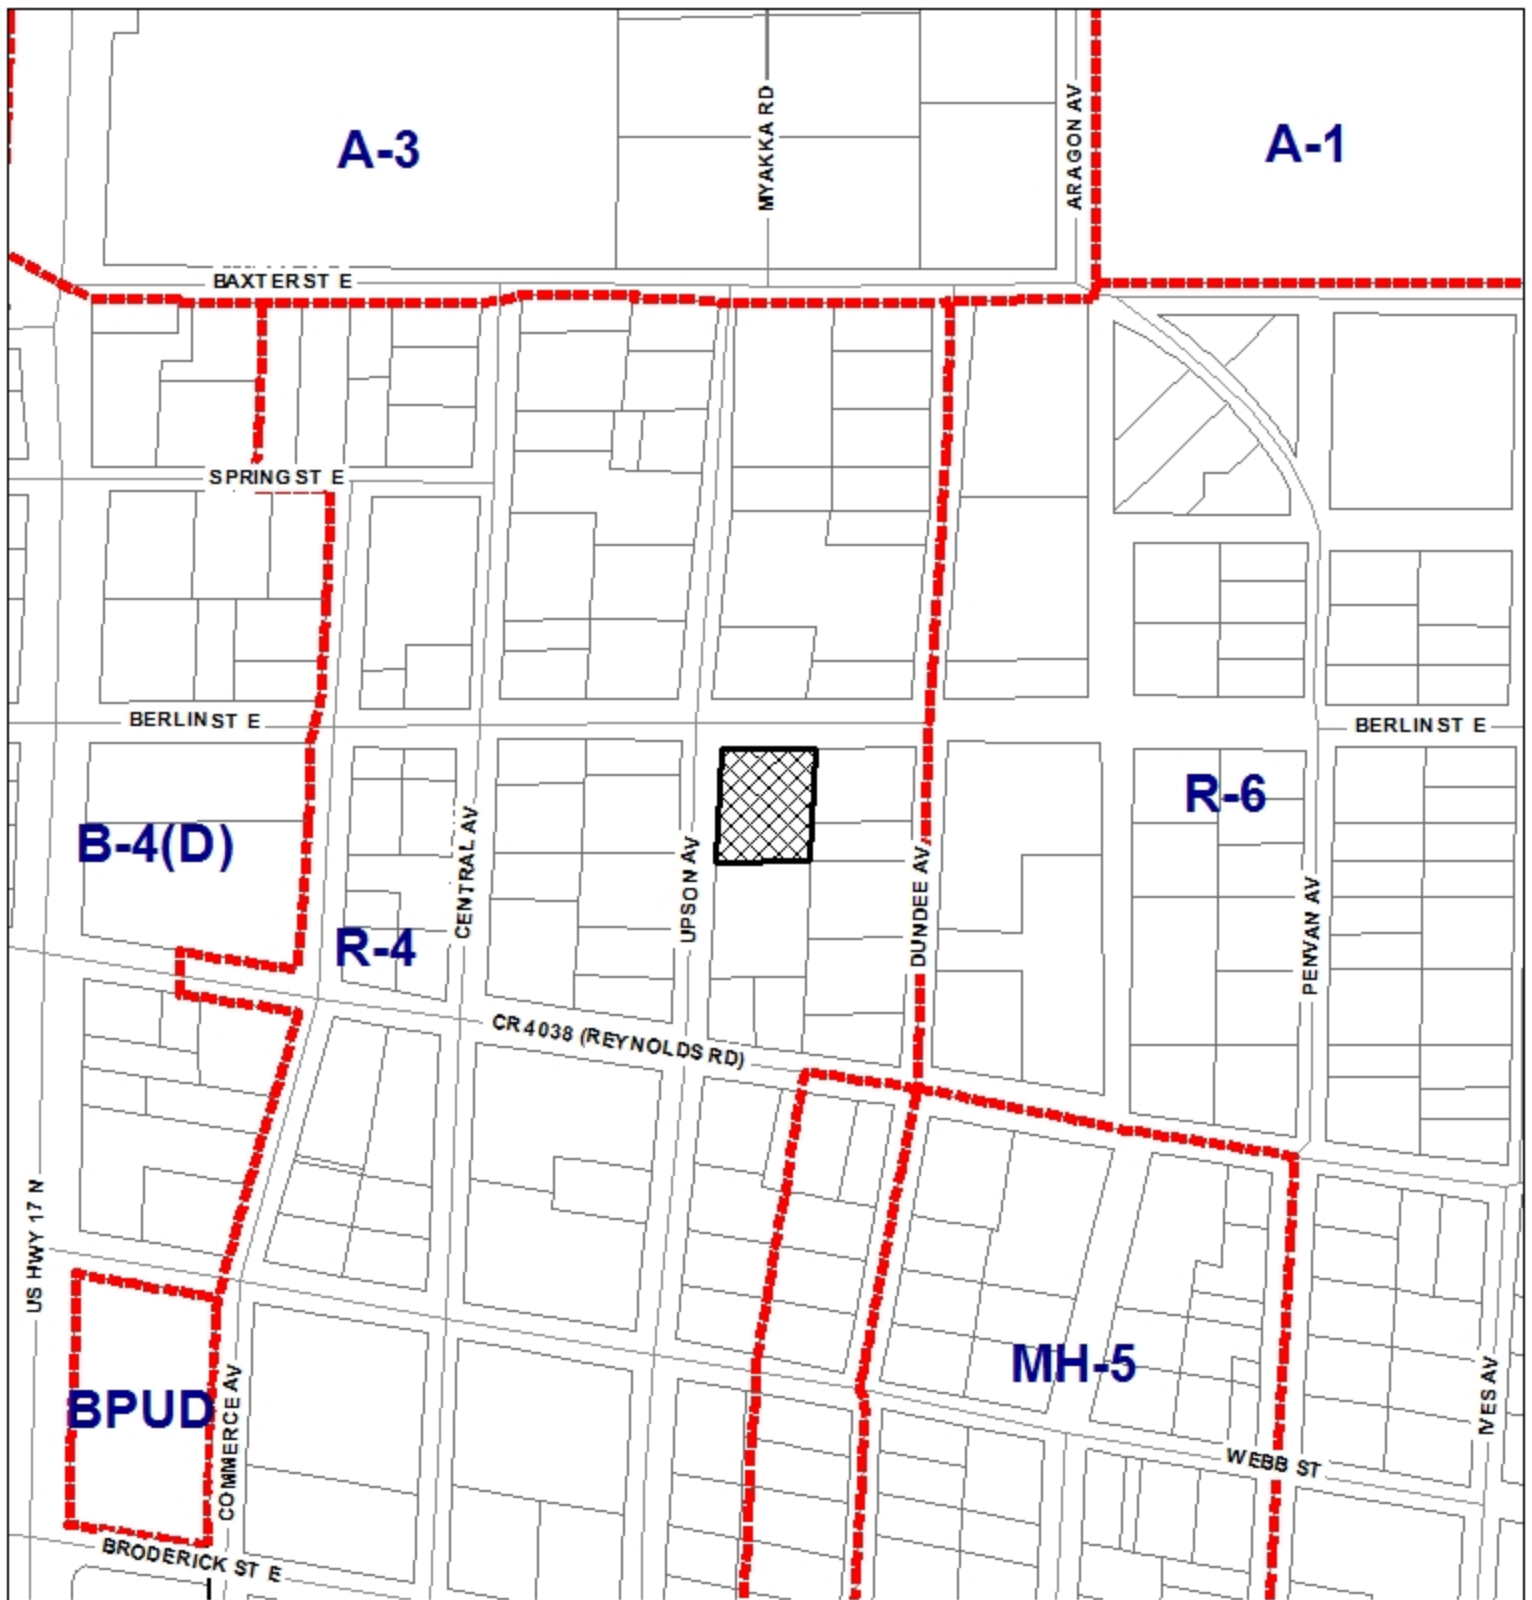 A-3
MYAKKA RD
ARAGON AV
A-1
BAXTER ST E
SPRING ST E
BERLIN ST E
BERLIN ST E
R-6
B-4(D)
CENTRAL AV
UPSON AV
DUNDEE AV
PENVAN AV
R-4
CR 4038 (REYNOLDS RD)
US HWY 17 N
MH-5
BPUD
COMMERCE AV
IVES AV
WEBB ST
BRODERICK ST E